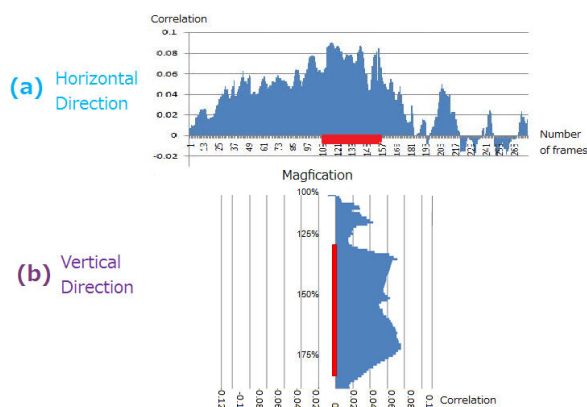 Correlation
0.1
0.08
0.06
0.04
0.02
0
-0.02
(a) Horizontal
Direction
1 13 25 37 49 61 73 85 97 109 121 133 145 157 169 181 193 205 217 229 241 253 265
Number
of frames
Magfication
100%
125%
(b) Vertical
Direction
150%
175%
0.12 -0.1 0.08 0.06 0.04 0.02 0 0.02 0.04 0.06 0.08 0.1
Correlation